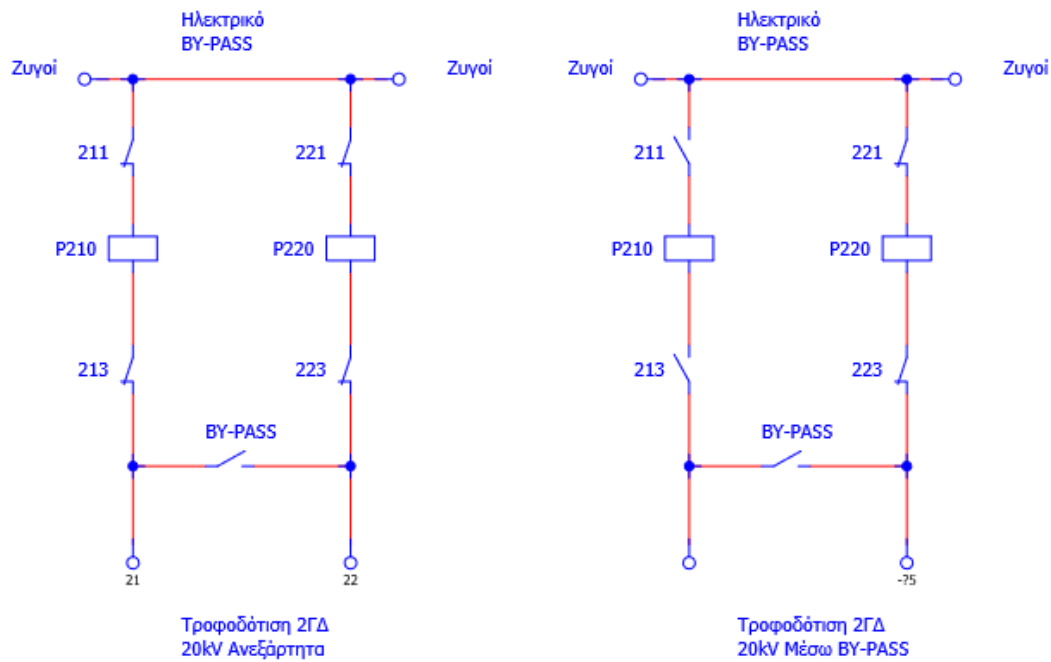 Ηλεκτρικό
BY-PASS
Ζυγοί
Ζυγοί
211
221
P210
P220
213
223
BY-PASS
21
22
Τροφοδότιση 2ΓΔ
20kV Ανεξάρτητα
Ηλεκτρικό
BY-PASS
Ζυγοί
Ζυγοί
211
221
P210
P220
213
223
BY-PASS
-?5
Τροφοδότιση 2ΓΔ
20kV Μέσω BY-PASS